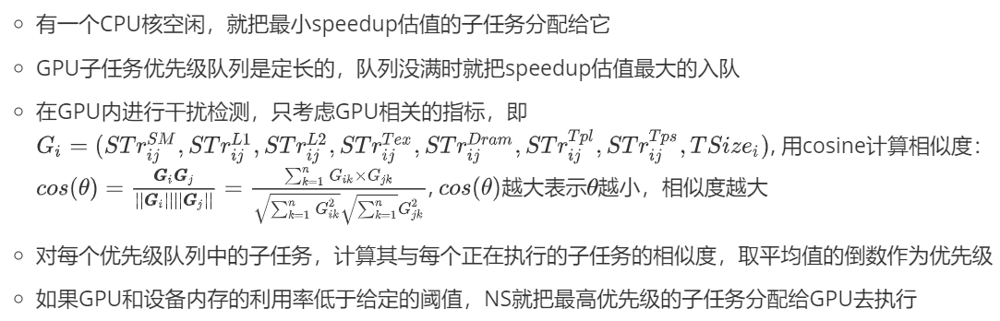 有一个CPU核空闲，就把最小speedup估值的子任务分配给它
GPU子任务优先级队列是定长的，队列没满时就把speedup估值最大的入队
在GPU内进行干扰检测，只考虑GPU相关的指标，即
$G_i = (STr_{ij}^{SM}, STr_{ij}^{L1}, STr_{ij}^{L2}, STr_{ij}^{Tex}, STr_{ij}^{Dram}, STr_{ij}^{Tpl}, STr_{ij}^{Tps}, TSize_i)$, 用cosine计算相似度：
$cos(\theta) = \frac{\boldsymbol{G}_i \boldsymbol{G}_j}{||\boldsymbol{G}_i||||\boldsymbol{G}_j||} = \frac{\sum_{k=1}^{n} G_{ik} \times G_{jk}}{\sqrt{\sum_{k=1}^{n} G_{ik}^2} \sqrt{\sum_{k=1}^{n}} G_{jk}^2}$, $cos(\theta)$越大表示$\theta$越小，相似度越大
对每个优先级队列中的子任务，计算其与每个正在执行的子任务的相似度，取平均值的倒数作为优先级
如果GPU和设备内存的利用率低于给定的阈值，NS就把最高优先级的子任务分配给GPU去执行